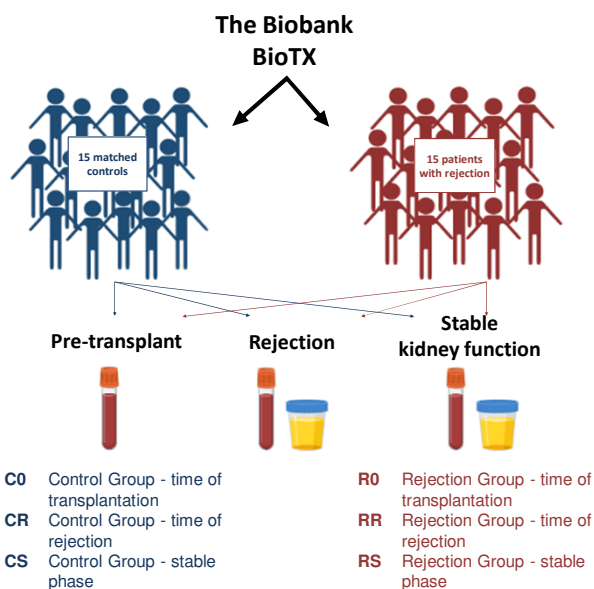 The Biobank
BioTX
15 matched
controls
15 patients
with rejection
Pre-transplant
Rejection
Stable
kidney function
C0 Control Group - time of
transplantation
CR Control Group - time of
rejection
CS Control Group - stable
phase
R0 Rejection Group - time of
transplantation
RR Rejection Group - time of
rejection
RS Rejection Group - stable
phase